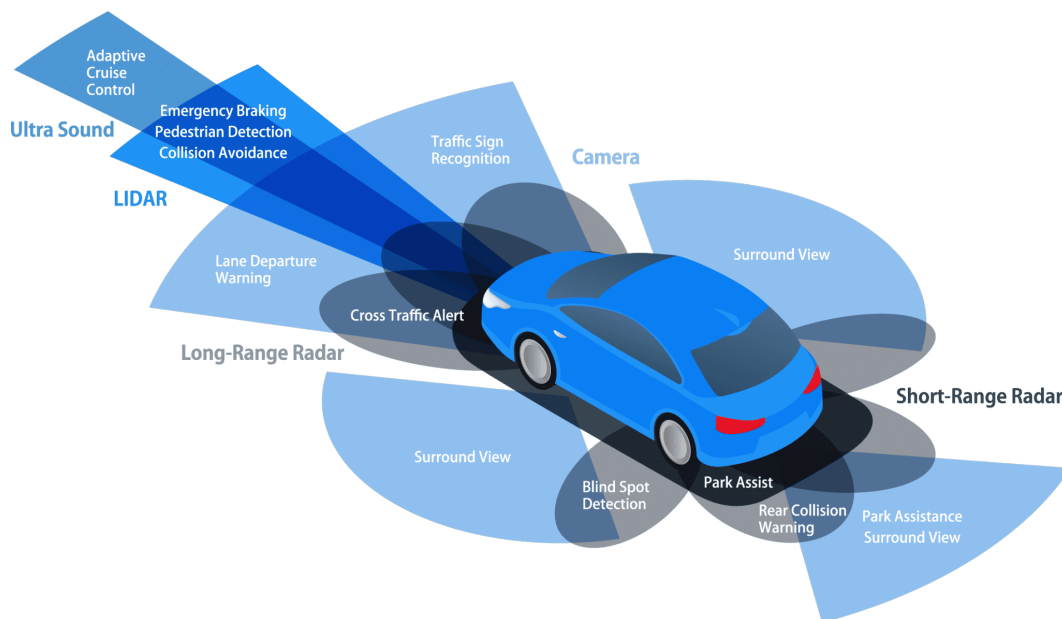 Adaptive
Cruise
Control
Ultra Sound
Emergency Braking
Pedestrian Detection
Collision Avoidance
LIDAR
Traffic Sign
Recognition
Camera
Lane Departure
Warning
Surround View
Cross Traffic Alert
Long-Range Radar
Short-Range Radar
Surround View
Blind Spot
Detection
Park Assist
Rear Collision
Warning
Park Assistance
Surround View